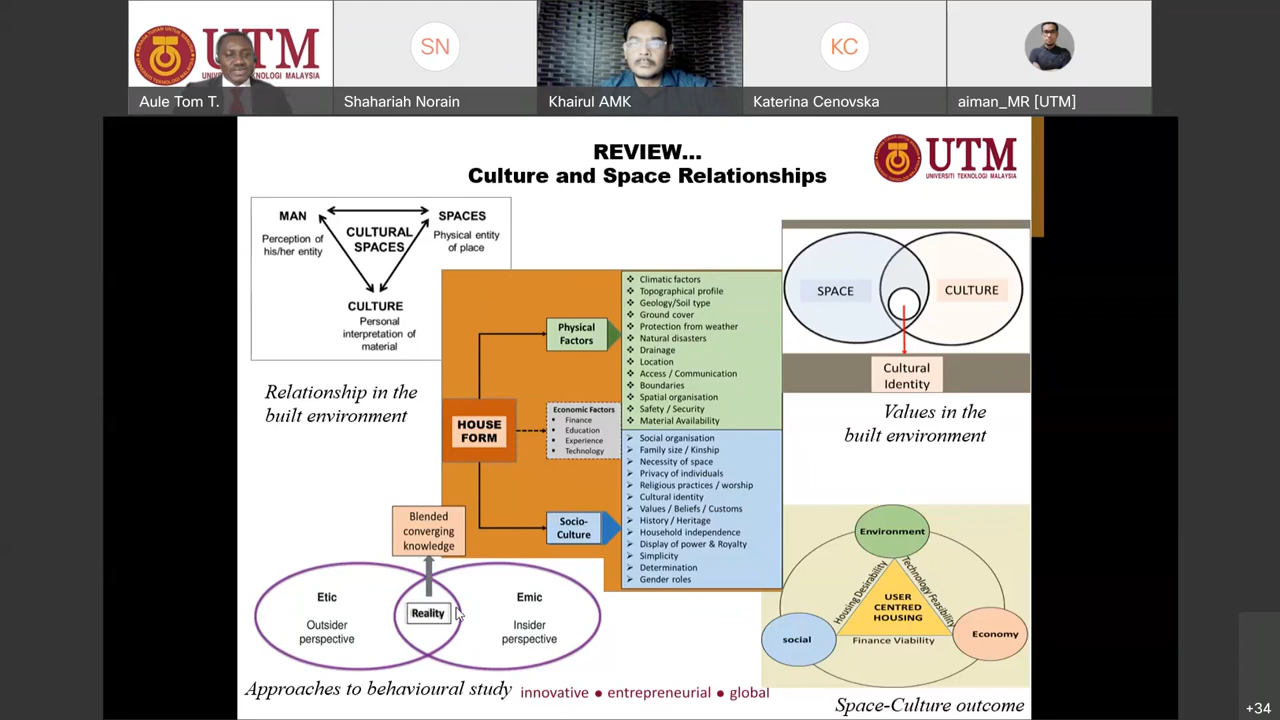 UTM
UNIVERSITI TEKNOLOGI MALAYSIA
SN
KC
Aule Tom T.
Shahariah Norain
Khairul AMK
Katerina Cenovska
aiman_MR [UTM]
REVIEW...
Culture and Space Relationships
UTM
UNIVERSITI TEKNOLOGI MALAYSIA
MAN
Perception of
his/her entity
CULTURAL
SPACES
SPACES
Physical entity
of place
CULTURE
Personal
interpretation of
material
Relationship in the
built environment
HOUSE
FORM
Physical
Factors
Climatic factors
Topographical profile
Geology/Soil type
Ground cover
Protection from weather
Natural disasters
Drainage
Location
Access / Communication
Boundaries
Spatial organisation
Safety / Security
Material Availability
Economic Factors
Finance
Education
Experience
Technology
Socio-
Culture
Social organisation
Family size / Kinship
Necessity of space
Privacy of individuals
Religious practices / worship
Cultural identity
Values / Beliefs / Customs
History / Heritage
Household independence
Display of power & Royalty
Simplicity
Determination
Gender roles
SPACE
CULTURE
Cultural
Identity
Values in the
built environment
Blended
converging
knowledge
Etic
Outsider
perspective
Reality
Emic
Insider
perspective
Approaches to behavioural study
innovative ● entrepreneurial ● global
Environment
Housing Desirability
Technology Feasibility
USER
CENTRED
HOUSING
social
Finance Viability
Economy
Space-Culture outcome
+34